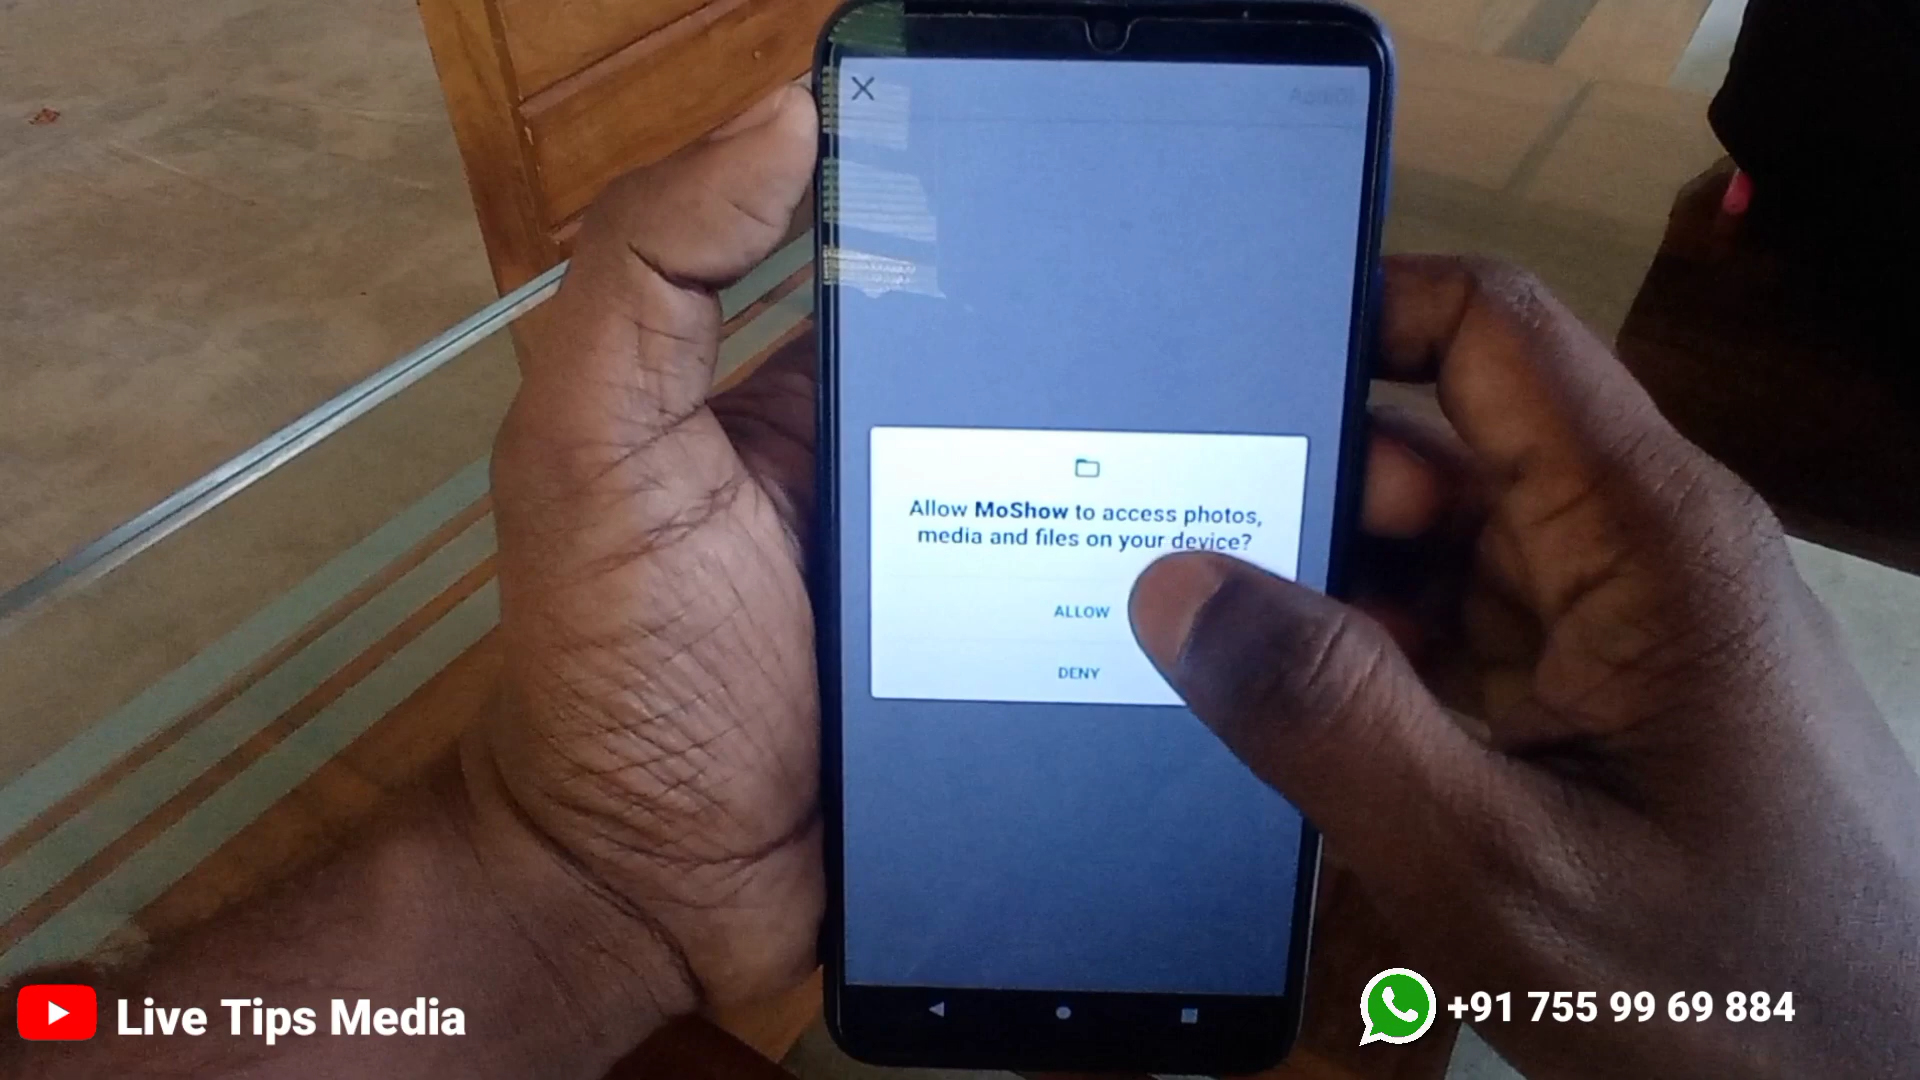 Allow MoShow to access photos,
media and files on your device?
ALLOW
DENY
Live Tips Media
+91 755 99 69 884